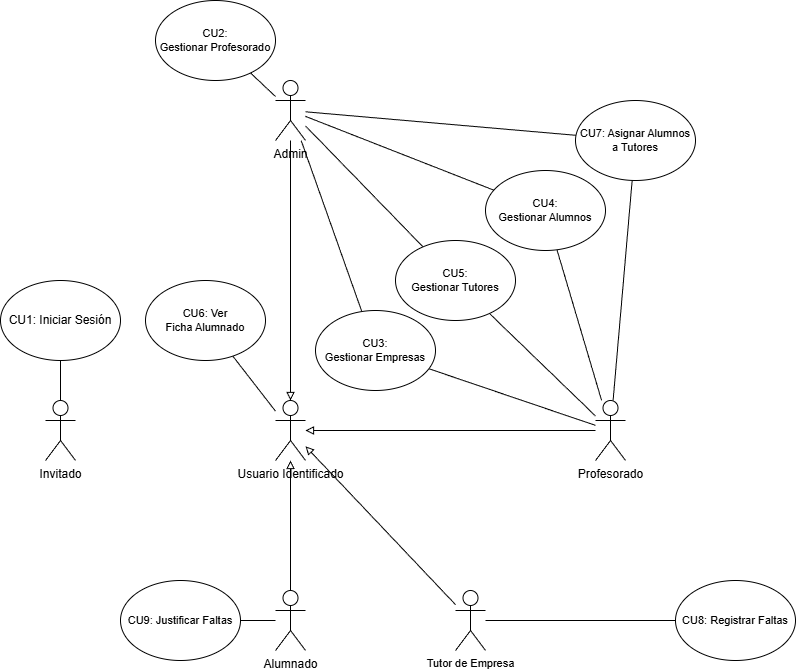 CU2:
Gestionar Profesorado
Admin
CU7: Asignar Alumnos
a Tutores
CU4:
Gestionar Alumnos
CU5:
Gestionar Tutores
CU1: Iniciar Sesión
CU6: Ver
Ficha Alumnado
CU3:
Gestionar Empresas
Invitado
Usuario Identificado
Profesorado
CU9: Justificar Faltas
CU8: Registrar Faltas
Alumnado
Tutor de Empresa